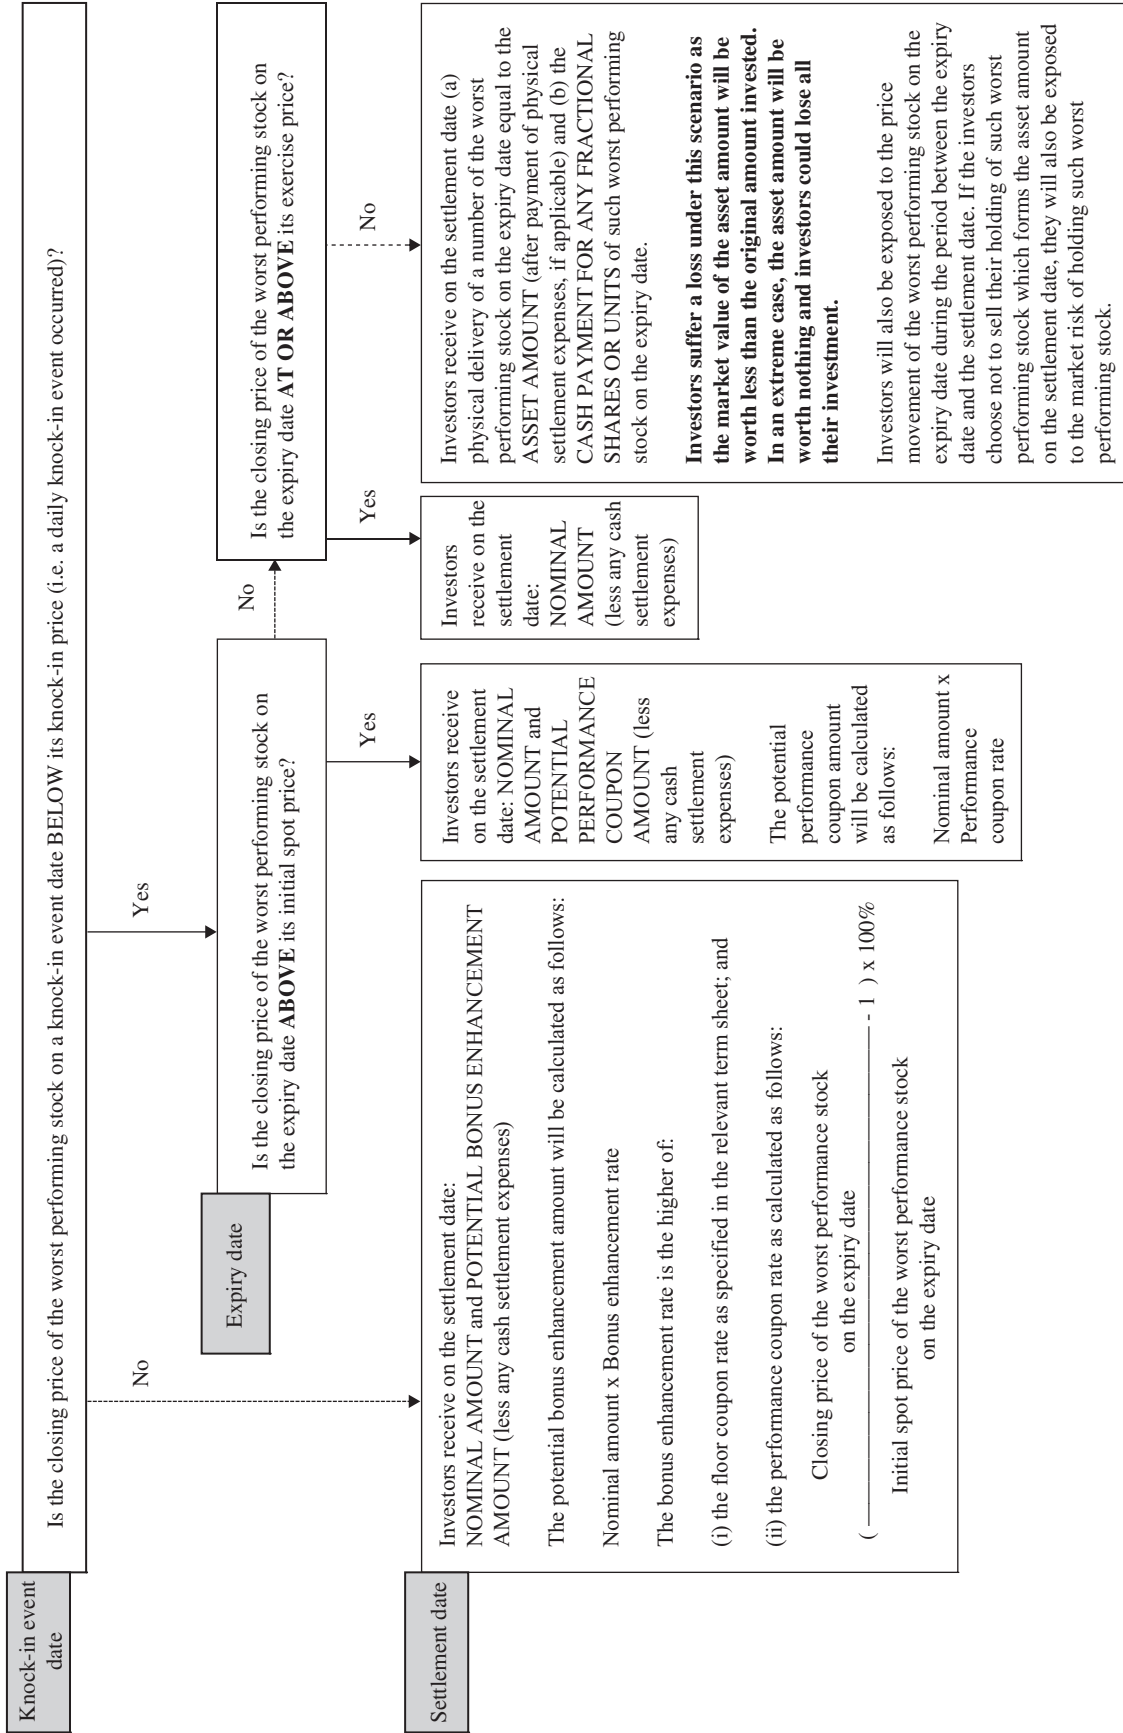 Knock-in event
date
Is the closing price of the worst performing stock on a knock-in event date BELOW its knock-in price (i.e. a daily knock-in event occurred)?
No
Yes
Expiry date
Is the closing price of the worst performing stock on
the expiry date ABOVE its initial spot price?
No
Is the closing price of the worst performing stock on
the expiry date AT OR ABOVE its exercise price?
Yes
Yes
No
Settlement date
Investors receive on the settlement date:
NOMINAL AMOUNT and POTENTIAL BONUS ENHANCEMENT
AMOUNT (less any cash settlement expenses)
The potential bonus enhancement amount will be calculated as follows:
Nominal amount x Bonus enhancement rate
The bonus enhancement rate is the higher of:
(i) the floor coupon rate as specified in the relevant term sheet; and
(ii) the performance coupon rate as calculated as follows:
Closing price of the worst performance stock
on the expiry date
( - 1 ) x 100%
Initial spot price of the worst performance stock
on the expiry date
Investors receive
on the settlement
date: NOMINAL
AMOUNT and
POTENTIAL
PERFORMANCE
COUPON
AMOUNT (less
any cash
settlement
expenses)
The potential
performance
coupon amount
will be calculated
as follows:
Nominal amount x
Performance
coupon rate
Investors
receive on the
settlement
date:
NOMINAL
AMOUNT
(less any cash
settlement
expenses)
Investors receive on the settlement date (a)
physical delivery of a number of the worst
performing stock on the expiry date equal to the
ASSET AMOUNT (after payment of physical
settlement expenses, if applicable) and (b) the
CASH PAYMENT FOR ANY FRACTIONAL
SHARES OR UNITS of such worst performing
stock on the expiry date.
Investors suffer a loss under this scenario as
the market value of the asset amount will be
worth less than the original amount invested.
In an extreme case, the asset amount will be
worth nothing and investors could lose all
their investment.
Investors will also be exposed to the price
movement of the worst performing stock on the
expiry date during the period between the expiry
date and the settlement date. If the investors
choose not to sell their holding of such worst
performing stock which forms the asset amount
on the settlement date, they will also be exposed
to the market risk of holding such worst
performing stock.